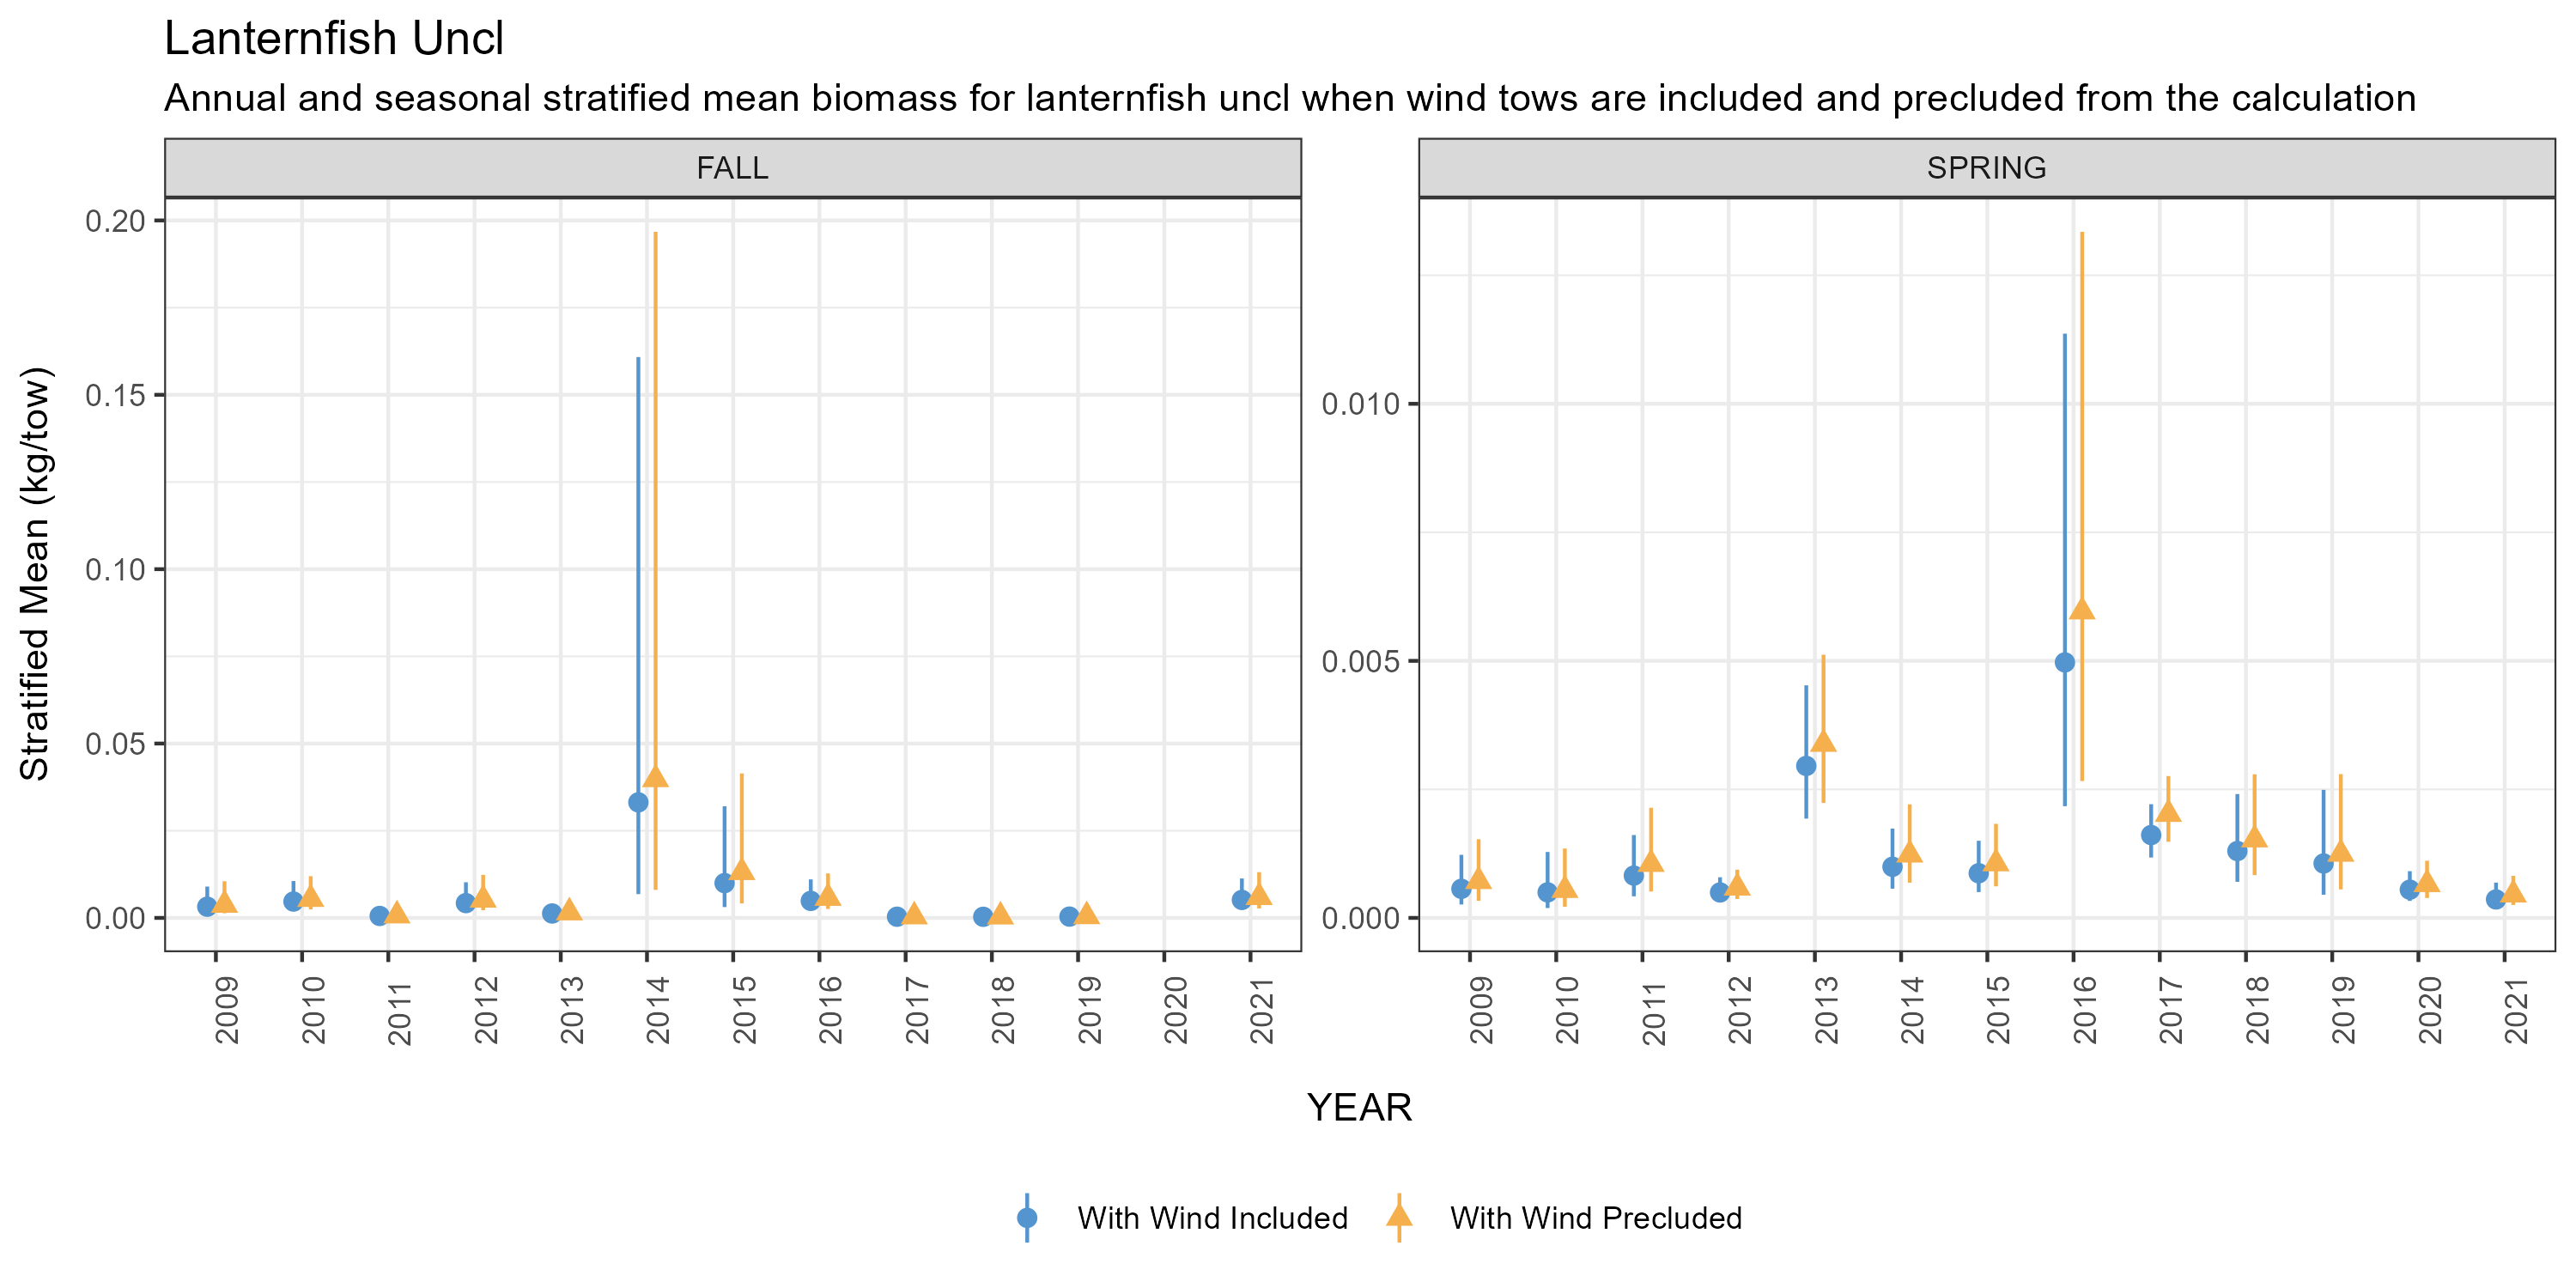 Lanternfish Uncl
Annual and seasonal stratified mean biomass for lanternfish uncl when wind tows are included and precluded from the calculation
FALL
SPRING
Stratified Mean (kg/tow)
0.20
0.15
0.10
0.05
0.00
0.010
0.005
0.000
2009 2010 2011 2012 2013 2014 2015 2016 2017 2018 2019 2020 2021
2009 2010 2011 2012 2013 2014 2015 2016 2017 2018 2019 2020 2021
YEAR
With Wind Included
With Wind Precluded